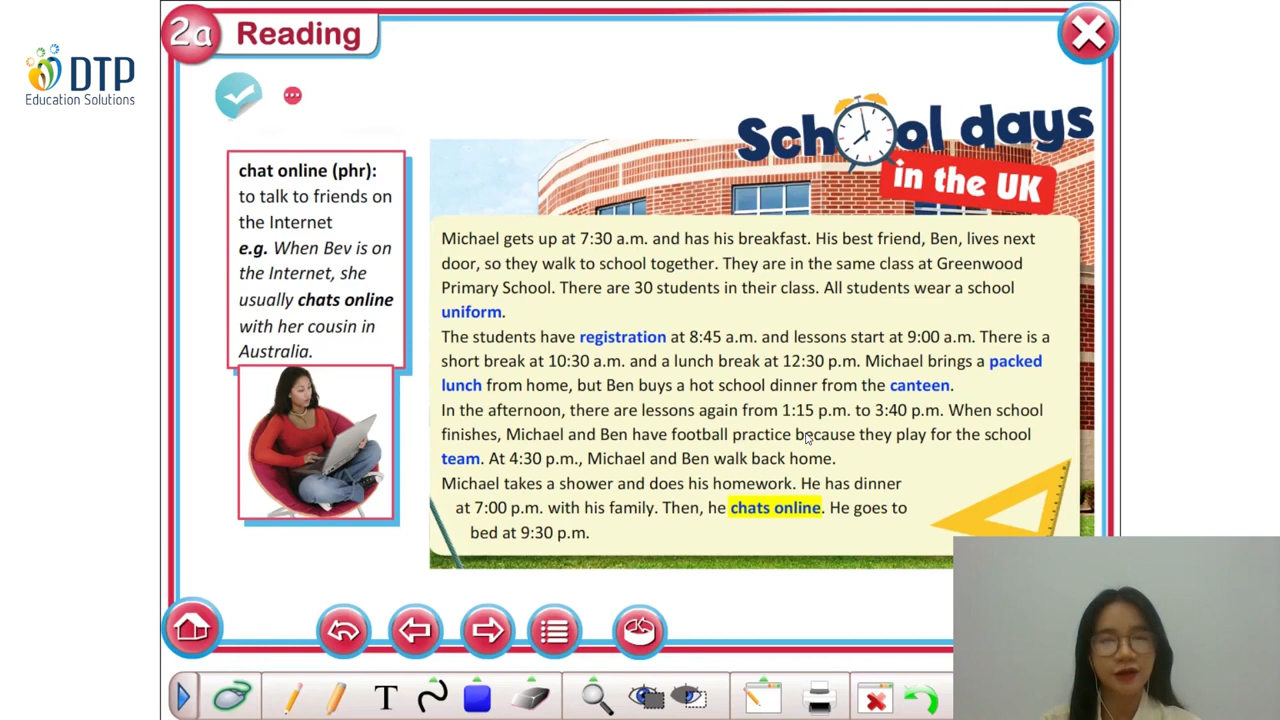 2a Reading
DTP
Education Solutions
School days
in the UK
chat online (phr):
to talk to friends on
the Internet
e.g. When Bev is on
the Internet, she
usually chats online
with her cousin in
Australia.
Michael gets up at 7:30 a.m. and has his breakfast. His best friend, Ben, lives next
door, so they walk to school together. They are in the same class at Greenwood
Primary School. There are 30 students in their class. All students wear a school
uniform.
The students have registration at 8:45 a.m. and lessons start at 9:00 a.m. There is a
short break at 10:30 a.m. and a lunch break at 12:30 p.m. Michael brings a packed
lunch from home, but Ben buys a hot school dinner from the canteen.
In the afternoon, there are lessons again from 1:15 p.m. to 3:40 p.m. When school
finishes, Michael and Ben have football practice because they play for the school
team. At 4:30 p.m., Michael and Ben walk back home.
Michael takes a shower and does his homework. He has dinner
at 7:00 p.m. with his family. Then, he chats online. He goes to
bed at 9:30 p.m.
T